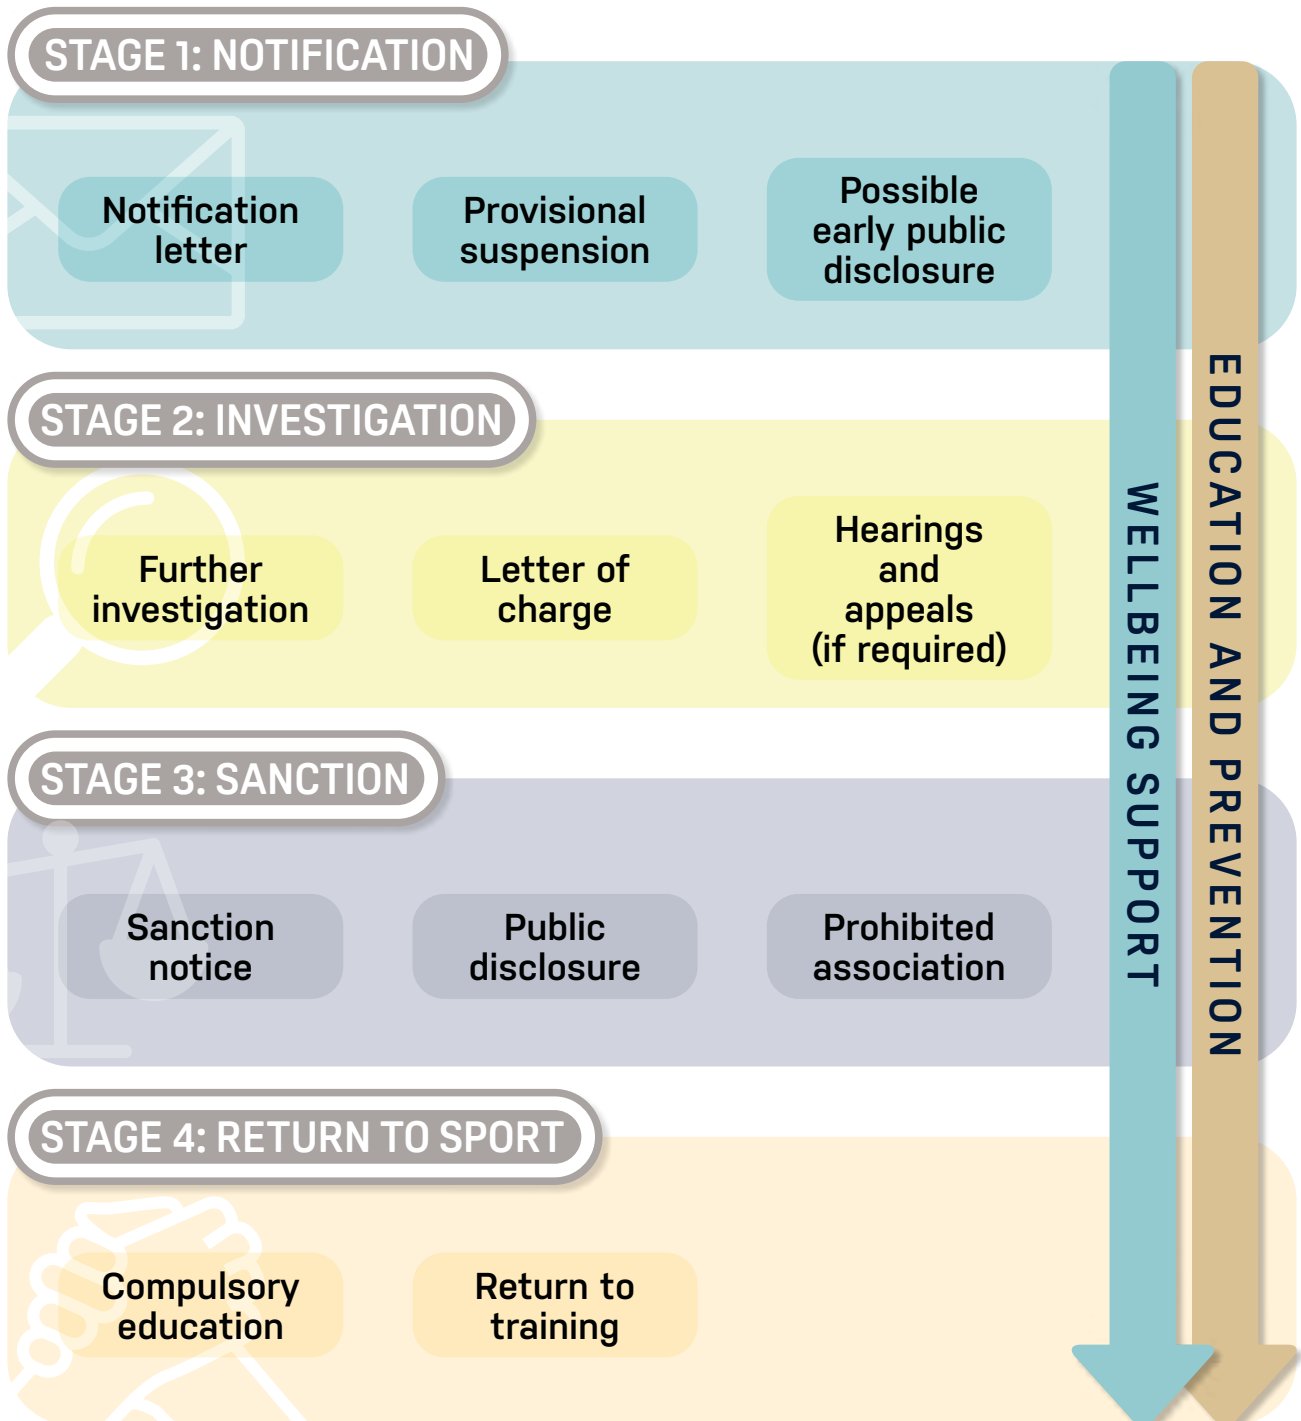 STAGE 1: NOTIFICATION
Notification
letter
Provisional
suspension
Possible
early public
disclosure
STAGE 2: INVESTIGATION
Further
investigation
Letter of
charge
Hearings
and
appeals
(if required)
STAGE 3: SANCTION
Sanction
notice
Public
disclosure
Prohibited
association
STAGE 4: RETURN TO SPORT
Compulsory
education
Return to
training
WELLBEING SUPPORT
EDUCATION AND PREVENTION